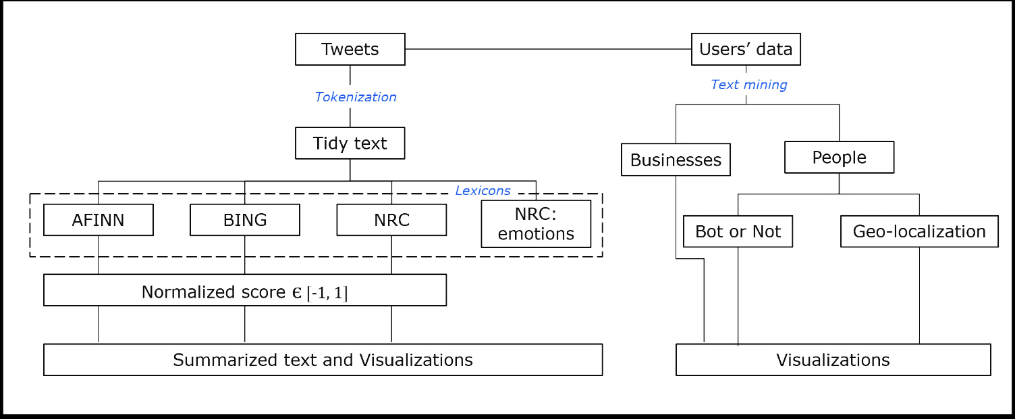 Tweets
Users’ data
Tokenization
Text mining
Tidy text
Businesses
People
Lexicons
AFINN
BING
NRC
NRC:
emotions
Bot or Not
Geo-localization
Normalized score ϵ [-1, 1]
Summarized text and Visualizations
Visualizations